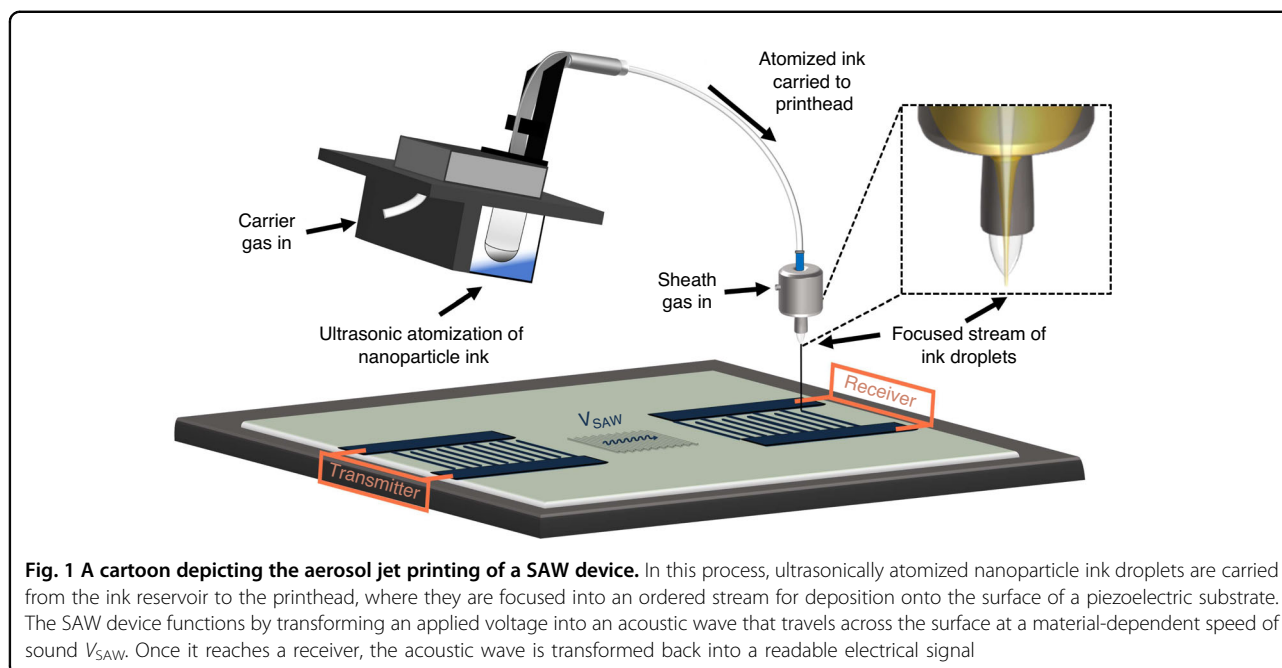 Atomized ink
carried to
printhead
Carrier
gas in
Sheath
gas in
Ultrasonic atomization of
nanoparticle ink
Focused stream of
ink droplets
Receiver
VSAW
Transmitter
Fig. 1 A cartoon depicting the aerosol jet printing of a SAW device. In this process, ultrasonically atomized nanoparticle ink droplets are carried
from the ink reservoir to the printhead, where they are focused into an ordered stream for deposition onto the surface of a piezoelectric substrate.
The SAW device functions by transforming an applied voltage into an acoustic wave that travels across the surface at a material-dependent speed of
sound VSAW. Once it reaches a receiver, the acoustic wave is transformed back into a readable electrical signal